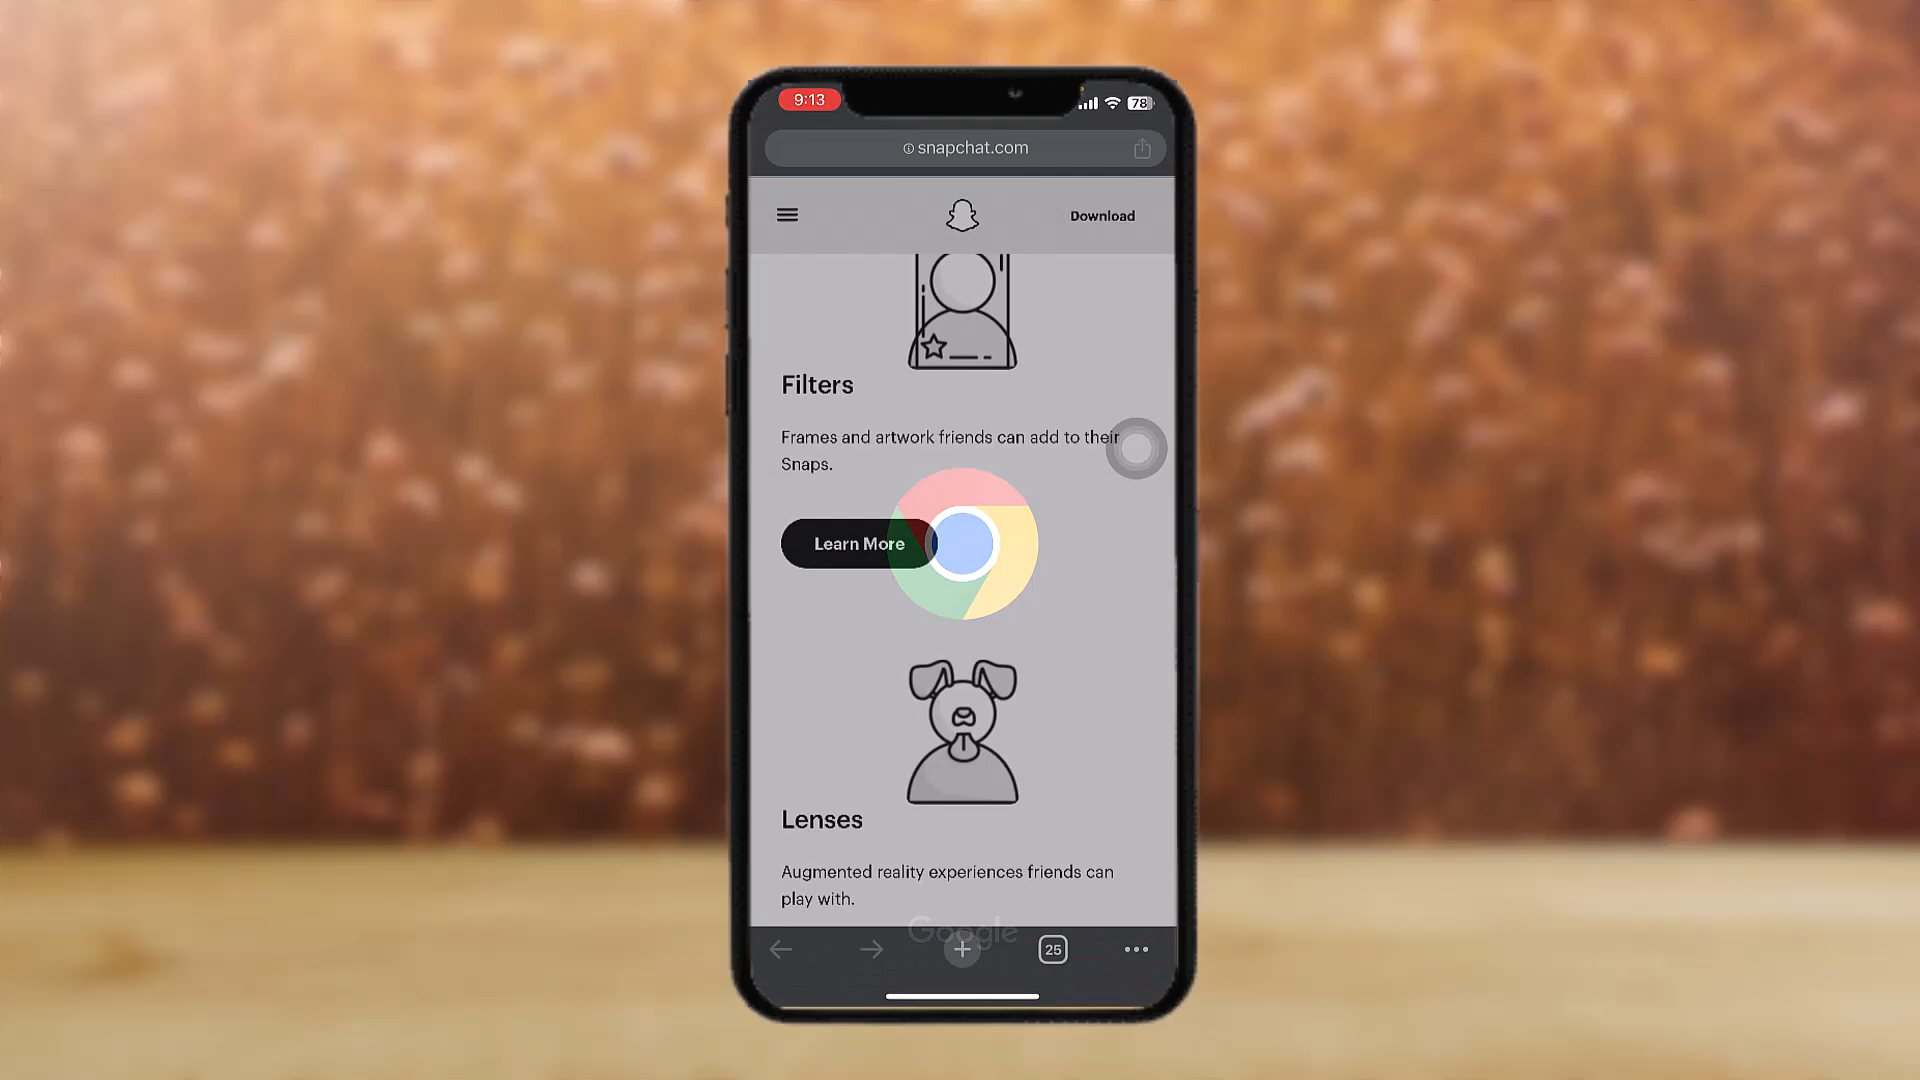 9:13
78
snapchat.com
Download
Filters
Frames and artwork friends can add to their
Snaps.
Learn More
Lenses
Augmented reality experiences friends can
play with.
Google
25